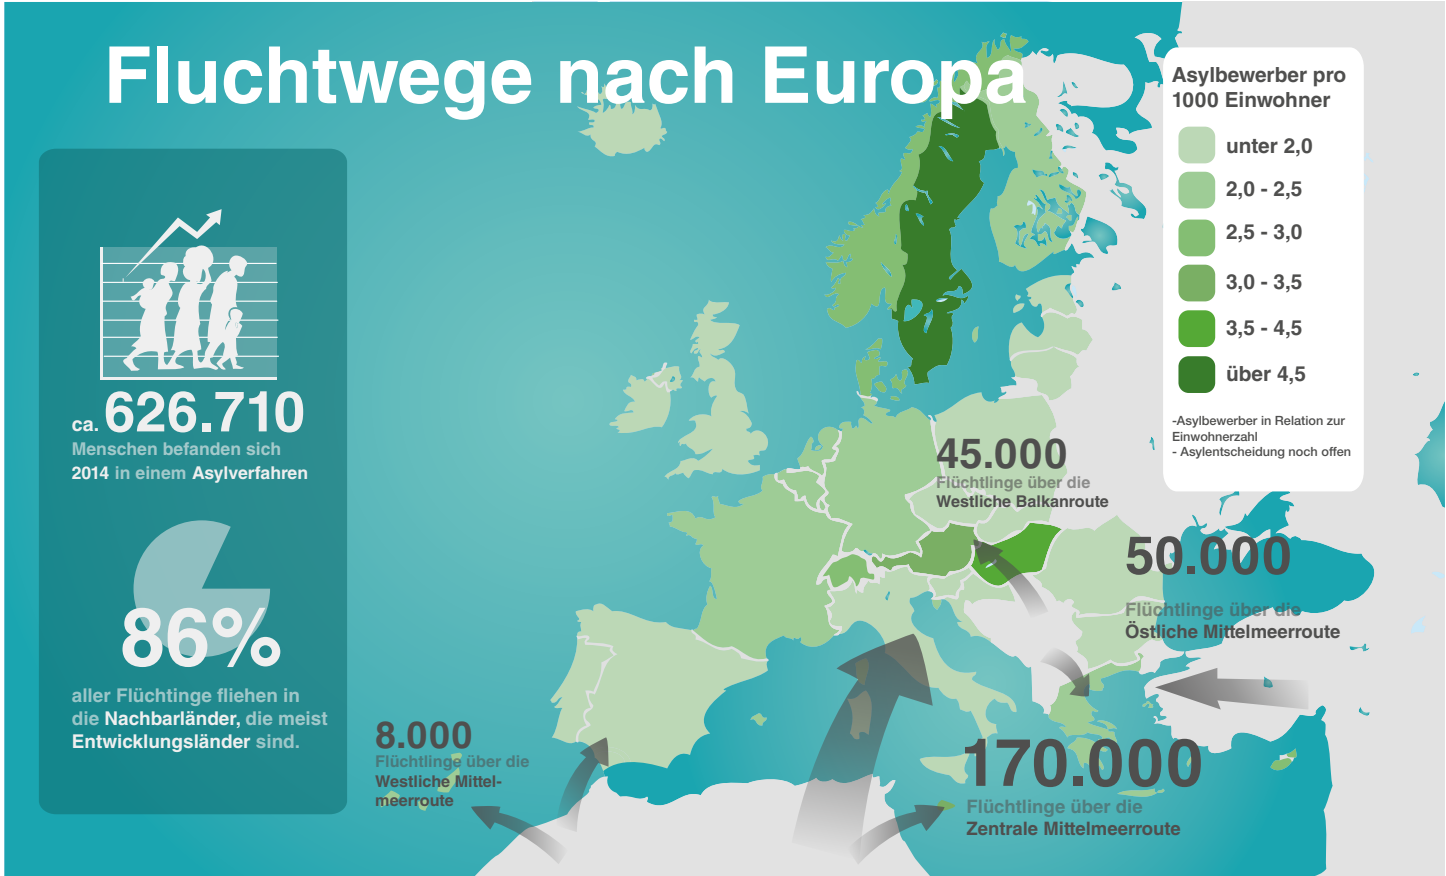 Fluchtwege nach Europa
ca. 626.710
Menschen befanden sich
2014 in einem Asylverfahren
86%
aller Flüchtinge fliehen in
die Nachbarländer, die meist
Entwicklungsländer sind.
8.000
Flüchtlinge über die
Westliche Mittel-
meerroute
45.000
Flüchtlinge über die
Westliche Balkanroute
50.000
Flüchtlinge über die
Östliche Mittelmeerroute
170.000
Flüchtlinge über die
Zentrale Mittelmeerroute
Asylbewerber pro
1000 Einwohner
unter 2,0
2,0 - 2,5
2,5 - 3,0
3,0 - 3,5
3,5 - 4,5
über 4,5
-Asylbewerber in Relation zur
Einwohnerzahl
- Asylentscheidung noch offen